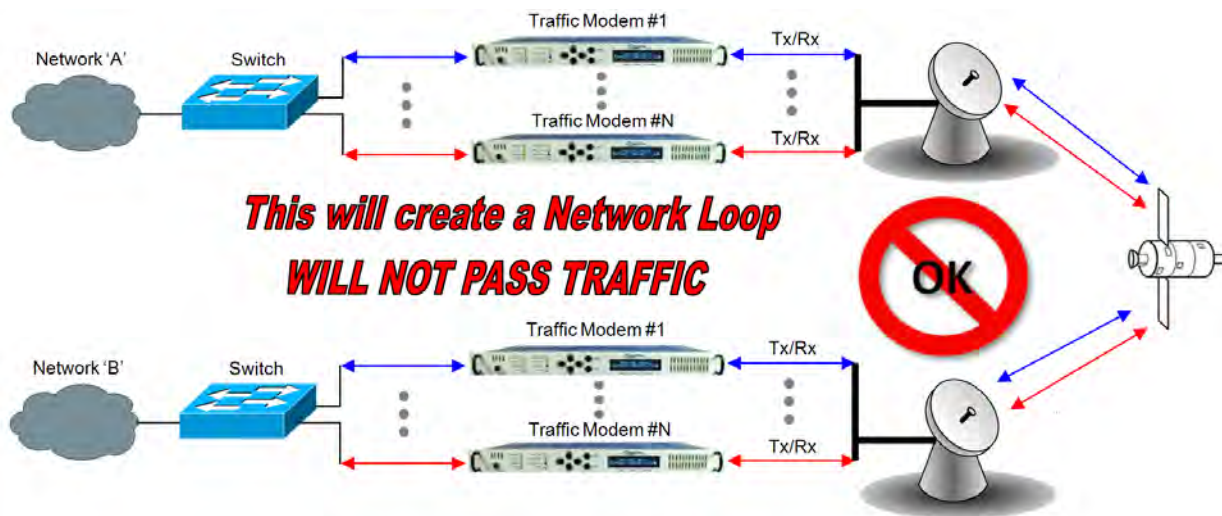 Traffic Modem #1
Network 'A'
Switch
Tx/Rx
Traffic Modem #N
Tx/Rx
This will create a Network Loop
WILL NOT PASS TRAFFIC
OK
Traffic Modem #1
Network 'B'
Switch
Tx/Rx
Traffic Modem #N
Tx/Rx